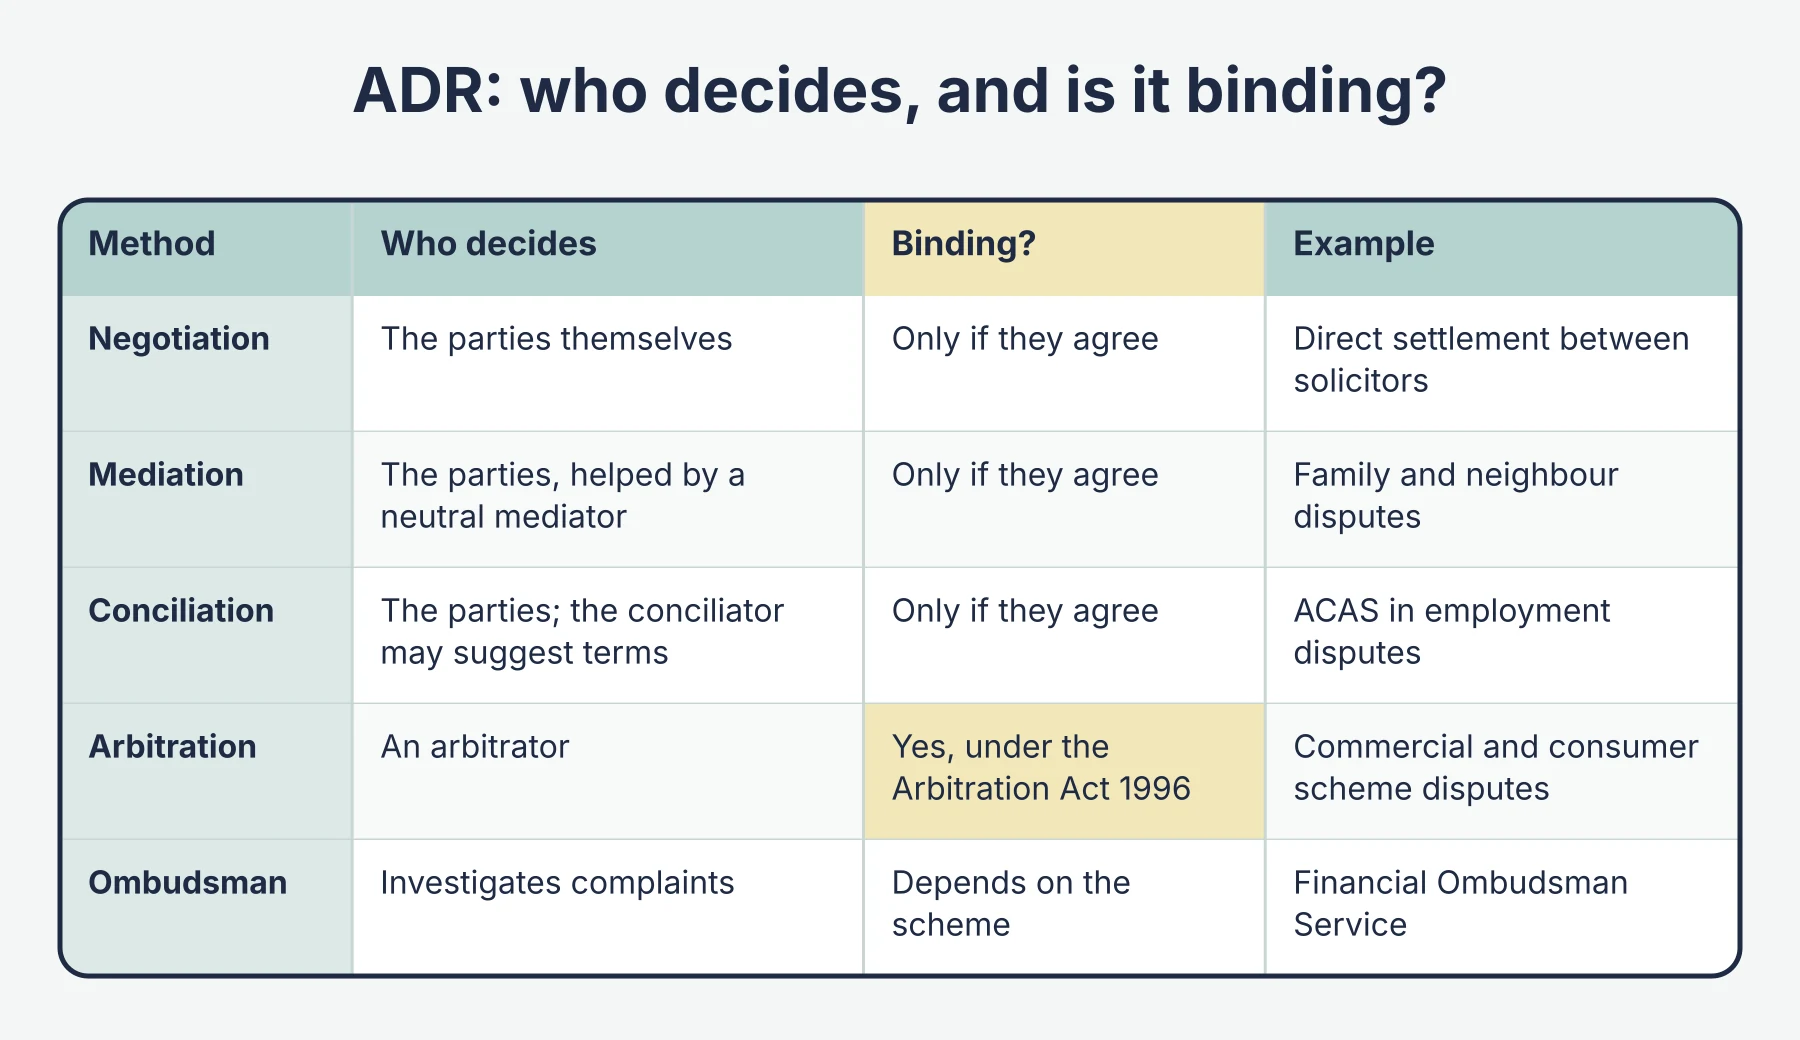 ADR: who decides, and is it binding?
Method
Who decides
Binding?
Example
Negotiation
The parties themselves
Only if they agree
Direct settlement between
solicitors
Mediation
The parties, helped by a
neutral mediator
Only if they agree
Family and neighbour
disputes
Conciliation
The parties; the conciliator
may suggest terms
Only if they agree
ACAS in employment
disputes
Arbitration
An arbitrator
Yes, under the
Arbitration Act 1996
Commercial and consumer
scheme disputes
Ombudsman
Investigates complaints
Depends on the
scheme
Financial Ombudsman
Service